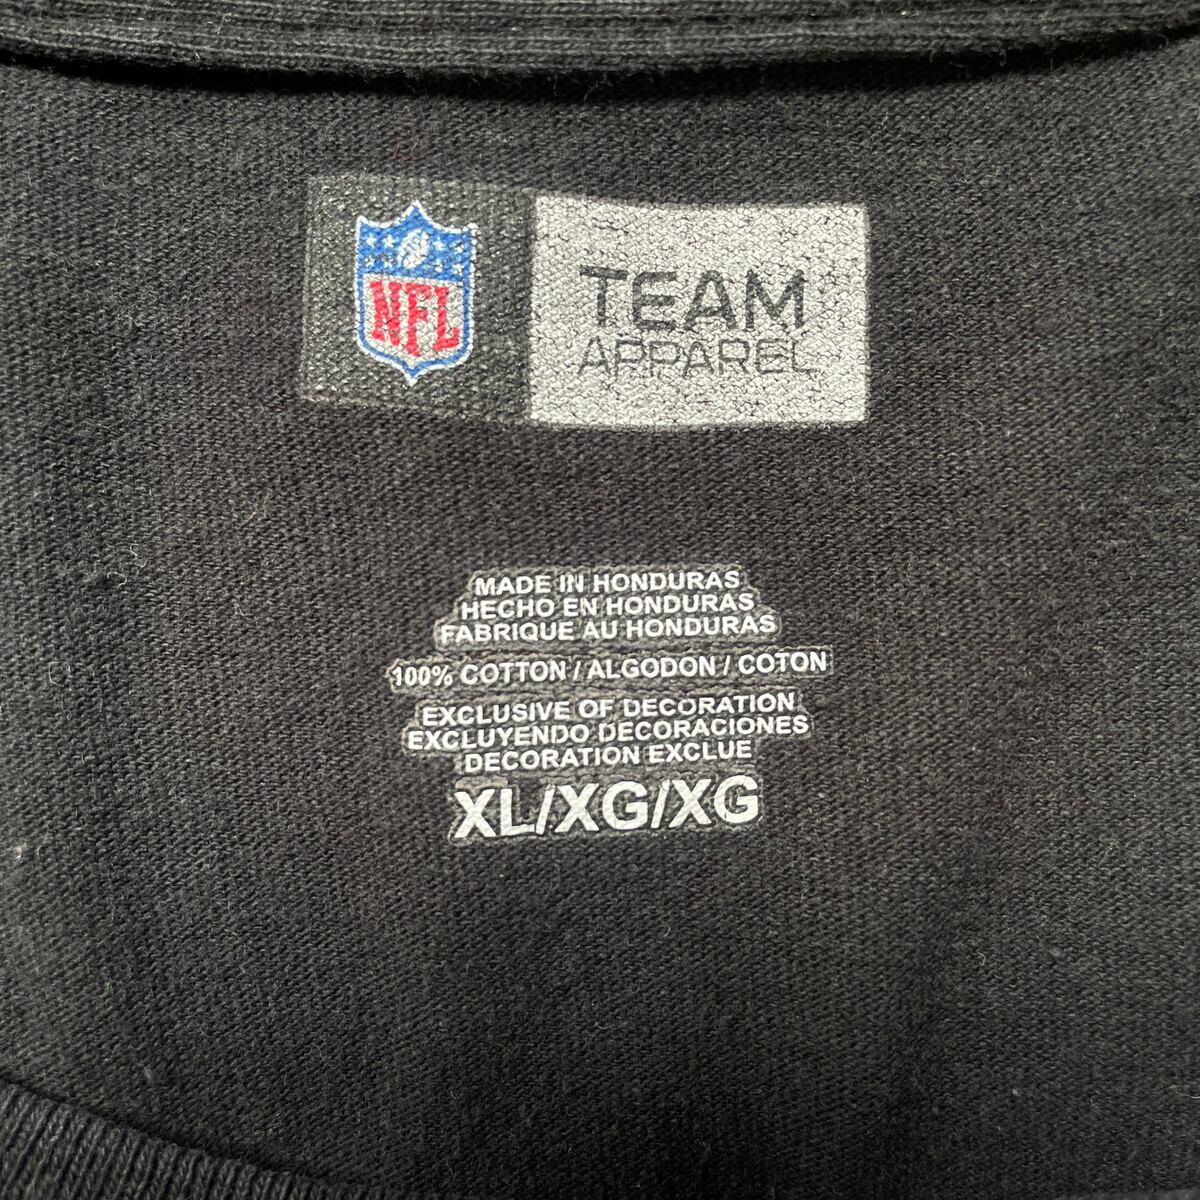 NFL
TEAM
APPAREL
MADE IN HONDURAS
HECHO EN HONDURAS
FABRIQUE AU HONDURAS
100% COTTON / ALGODON / COTON
EXCLUSIVE OF DECORATION
EXCLUYENDO DECORACIONES
DECORATION EXCLUE
XL/XG/XG